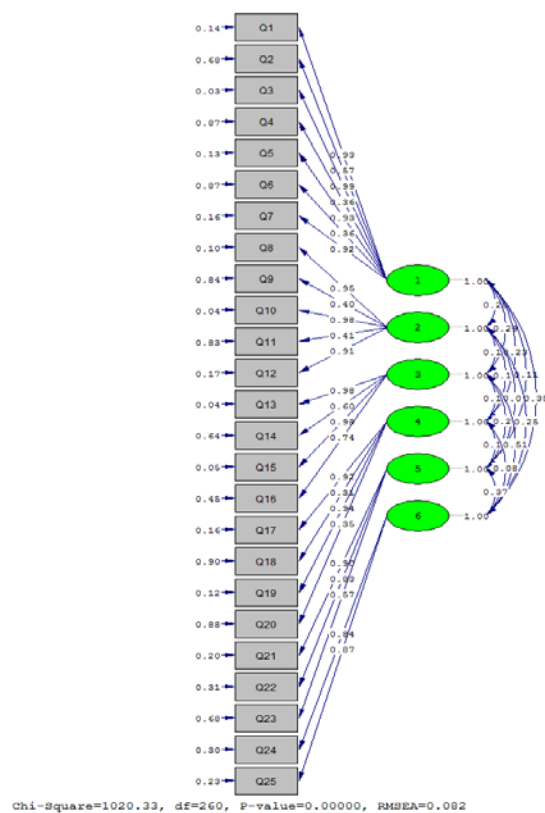 0.14 Q1
0.68 Q2
0.03 Q3
0.87 Q4
0.13 Q5
0.93
0.87 Q6
0.57
0.99
0.16 Q7
0.36
0.93
0.10 Q8
0.36
0.92
0.84 Q9
1 1.00
0.95
0.04 Q10
0.40
0.98
2 1.00
0.83 Q11
0.41
0.91
0.17 Q12
3 1.00
0.04 Q13
0.98
0.60
0.64 Q14
0.98
4 1.00
0.74
0.05 Q15
5 1.00
0.45 Q16
0.92
0.37
0.31
0.16 Q17
6 1.00
0.35
0.90 Q18
0.90
0.12 Q19
0.57
0.88 Q20
0.84
0.87
0.20 Q21
0.31 Q22
0.68 Q23
0.30 Q24
0.23 Q25
Chi-Square=1020.33, df=260, P-value=0.00000, RMSEA=0.082